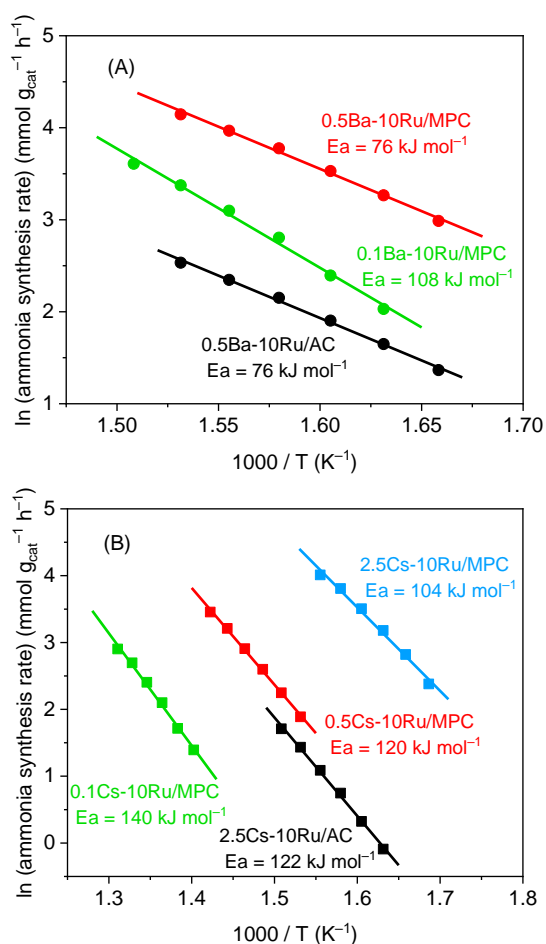 (A)
0.5Ba-10Ru/MPC
Ea = 76 kJ mol⁻¹
0.1Ba-10Ru/MPC
Ea = 108 kJ mol⁻¹
0.5Ba-10Ru/AC
Ea = 76 kJ mol⁻¹
ln (ammonia synthesis rate) (mmol g_cat⁻¹ h⁻¹)
5
4
3
2
1
1.50 1.55 1.60 1.65 1.70
1000 / T (K⁻¹)
(B)
2.5Cs-10Ru/MPC
Ea = 104 kJ mol⁻¹
0.5Cs-10Ru/MPC
Ea = 120 kJ mol⁻¹
0.1Cs-10Ru/MPC
Ea = 140 kJ mol⁻¹
2.5Cs-10Ru/AC
Ea = 122 kJ mol⁻¹
ln (ammonia synthesis rate) (mmol g_cat⁻¹ h⁻¹)
5
4
3
2
1
0
1.3 1.4 1.5 1.6 1.7 1.8
1000 / T (K⁻¹)